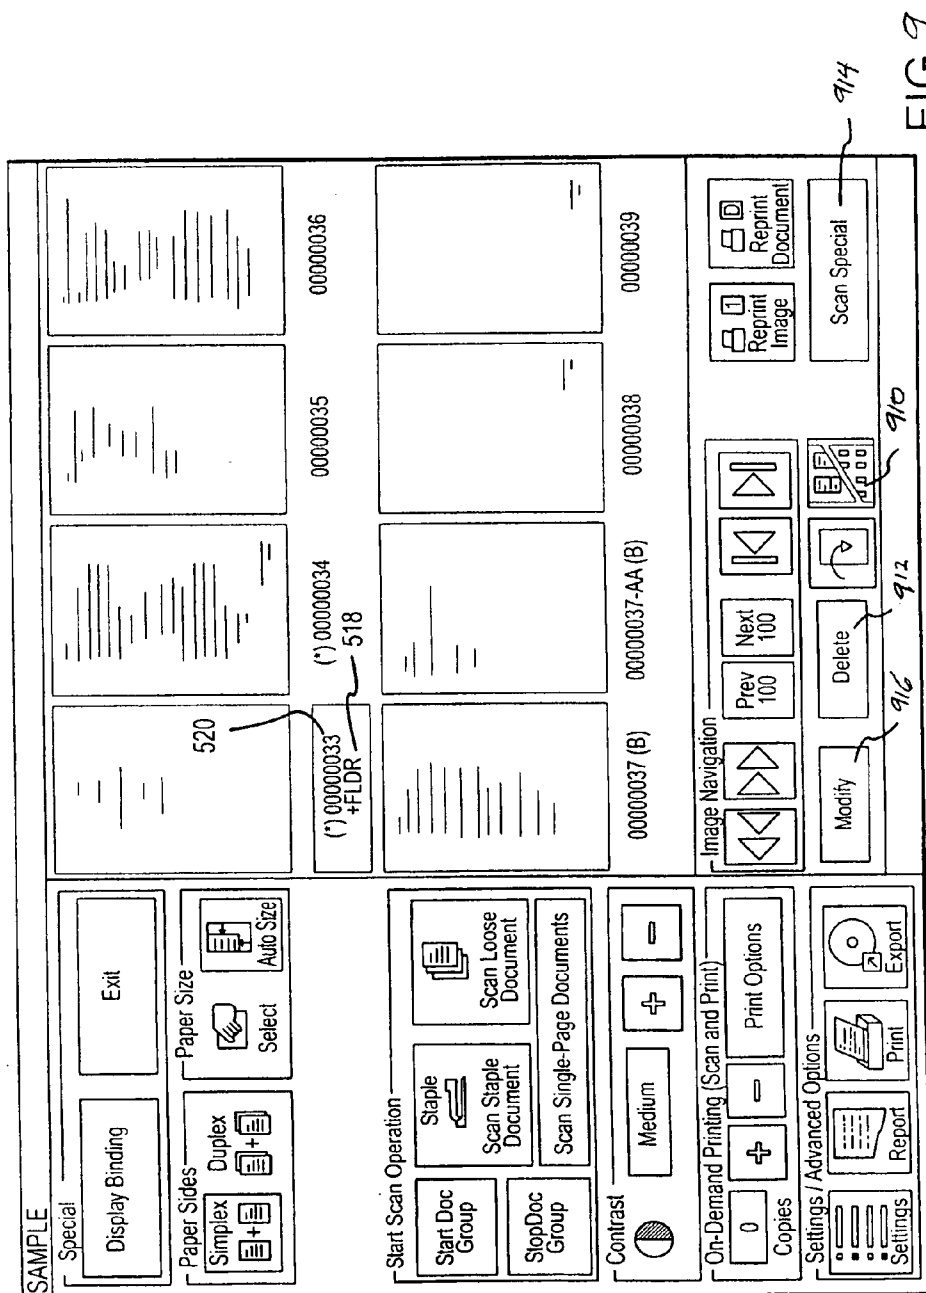 SAMPLE
Special
Display Binding
Exit
Paper Sides
Simplex
Duplex
Paper Size
Select
Auto Size
Start Scan Operation
Start Doc
Group
StopDoc
Group
Staple
Scan Staple
Document
Scan Loose
Document
Scan Single-Page Documents
Contrast
Medium
+
−
On-Demand Printing (Scan and Print)
0
Copies
+
−
Print Options
Settings / Advanced Options
Settings
Report
Print
Export
520
(*) 00000033
+FLDR
(*) 00000034
518
00000035
00000036
00000037 (B)
00000037-AA (B)
00000038
00000039
Image Navigation
Prev
100
Next
100
1
Reprint
Image
D
Reprint
Document
Modify
Delete
Scan Special
916
912
910
914
FIG 9